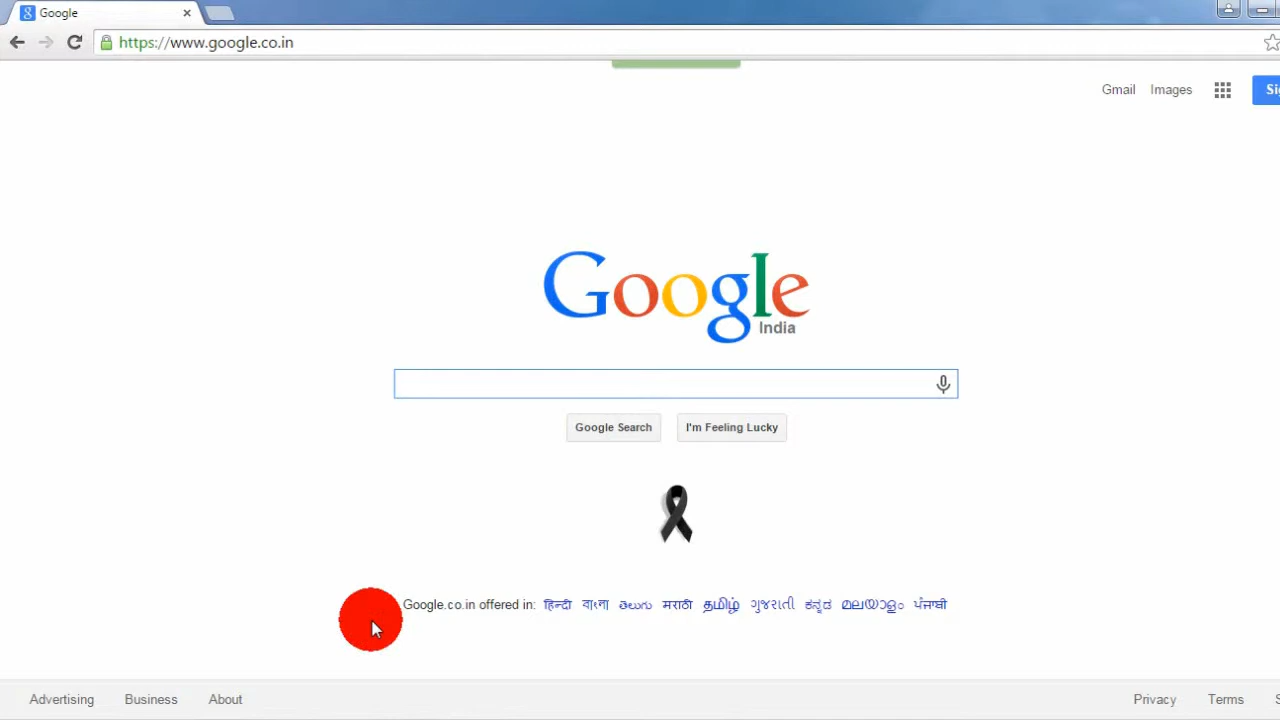 Google
https://www.google.co.in
Gmail Images
Google
India
Google Search I'm Feeling Lucky
Google.co.in offered in: हिन्दी বাংলা తెలుగు मराठी தமிழ் ગુજરાતી ಕನ್ನಡ മലയാളം ਪੰਜਾਬੀ
Advertising Business About Privacy Terms